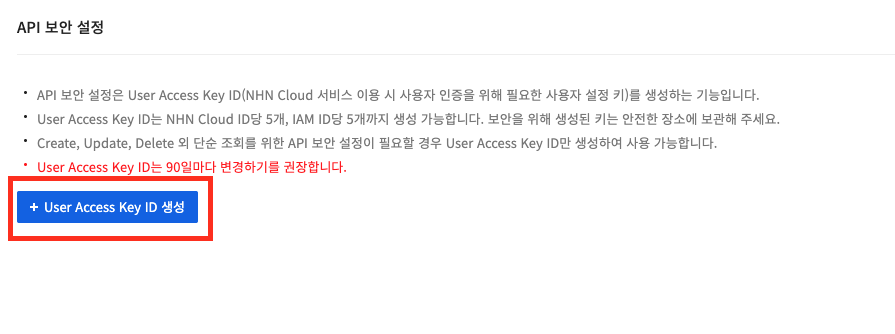 API 보안 설정
• API 보안 설정은 User Access Key ID(NHN Cloud 서비스 이용 시 사용자 인증을 위해 필요한 사용자 설정 키)를 생성하는 기능입니다.
• User Access Key ID는 NHN Cloud ID당 5개, IAM ID당 5개까지 생성 가능합니다. 보안을 위해 생성된 키는 안전한 장소에 보관해 주세요.
• Create, Update, Delete 외 단순 조회를 위한 API 보안 설정이 필요할 경우 User Access Key ID만 생성하여 사용 가능합니다.
• User Access Key ID는 90일마다 변경하기를 권장합니다.
+ User Access Key ID 생성